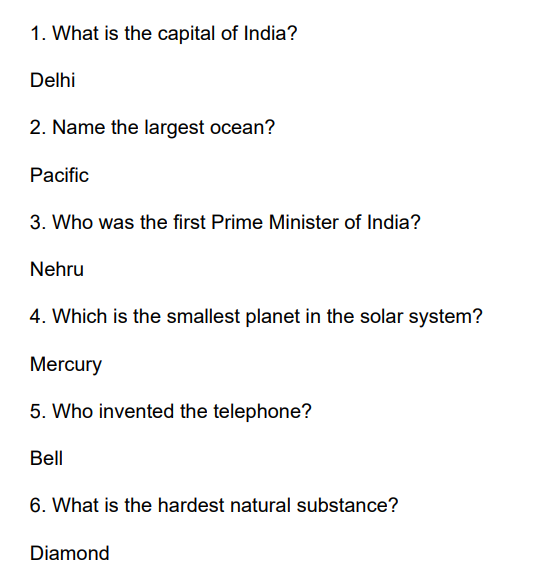 1. What is the capital of India?
Delhi
2. Name the largest ocean?
Pacific
3. Who was the first Prime Minister of India?
Nehru
4. Which is the smallest planet in the solar system?
Mercury
5. Who invented the telephone?
Bell
6. What is the hardest natural substance?
Diamond